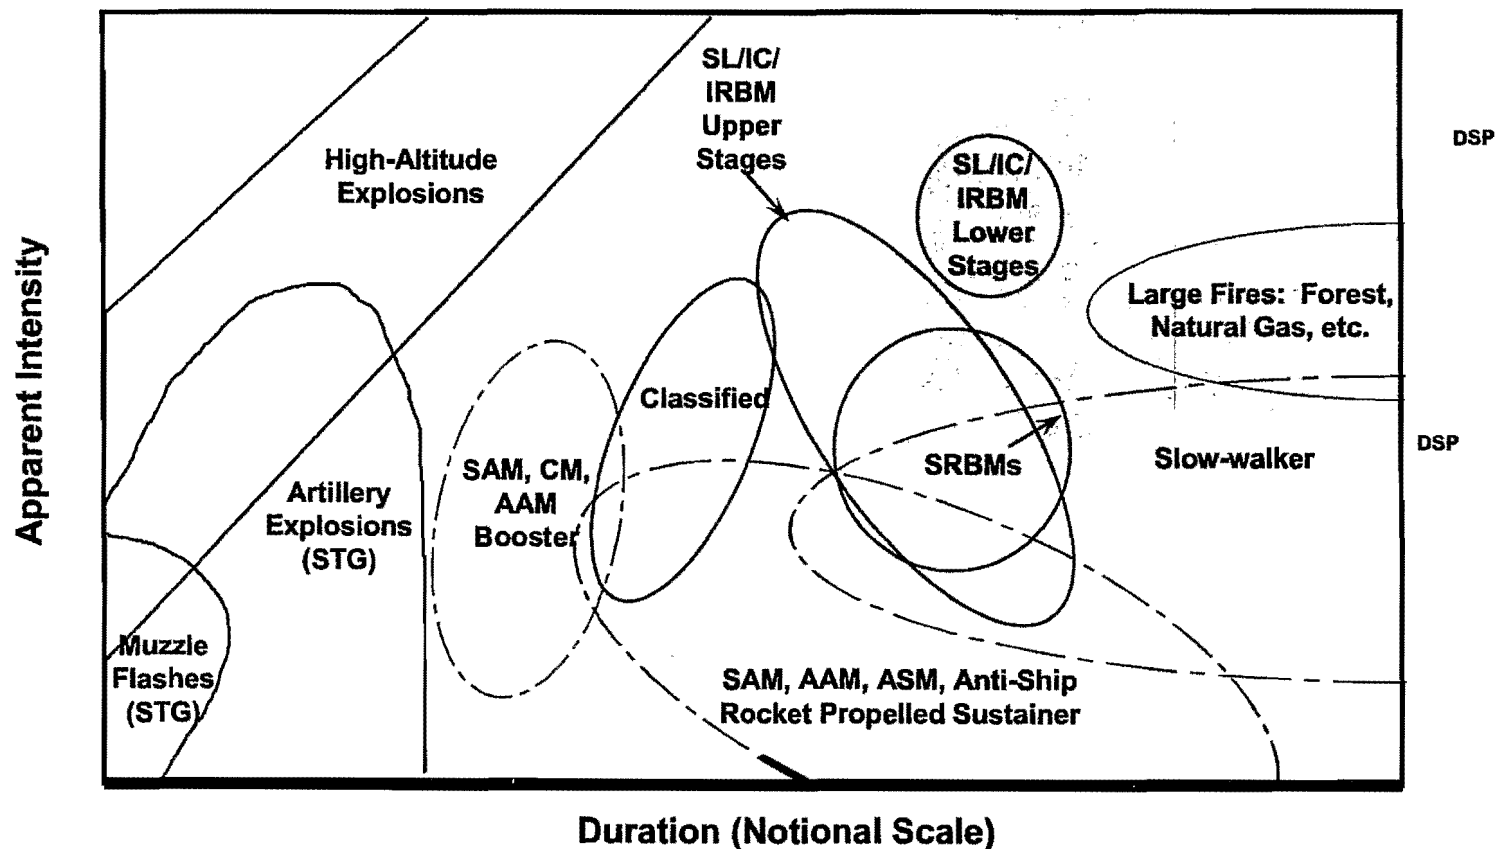 SL/IC/
IRBM
Upper
Stages
DSP
High-Altitude
Explosions
SL/IC/
IRBM
Lower
Stages
Large Fires: Forest,
Natural Gas, etc.
Apparent Intensity
Classified
SRBMs
Slow-walker
DSP
SAM, CM,
AAM
Booster
Artillery
Explosions
(STG)
Muzzle
Flashes
(STG)
SAM, AAM, ASM, Anti-Ship
Rocket Propelled Sustainer
Duration (Notional Scale)